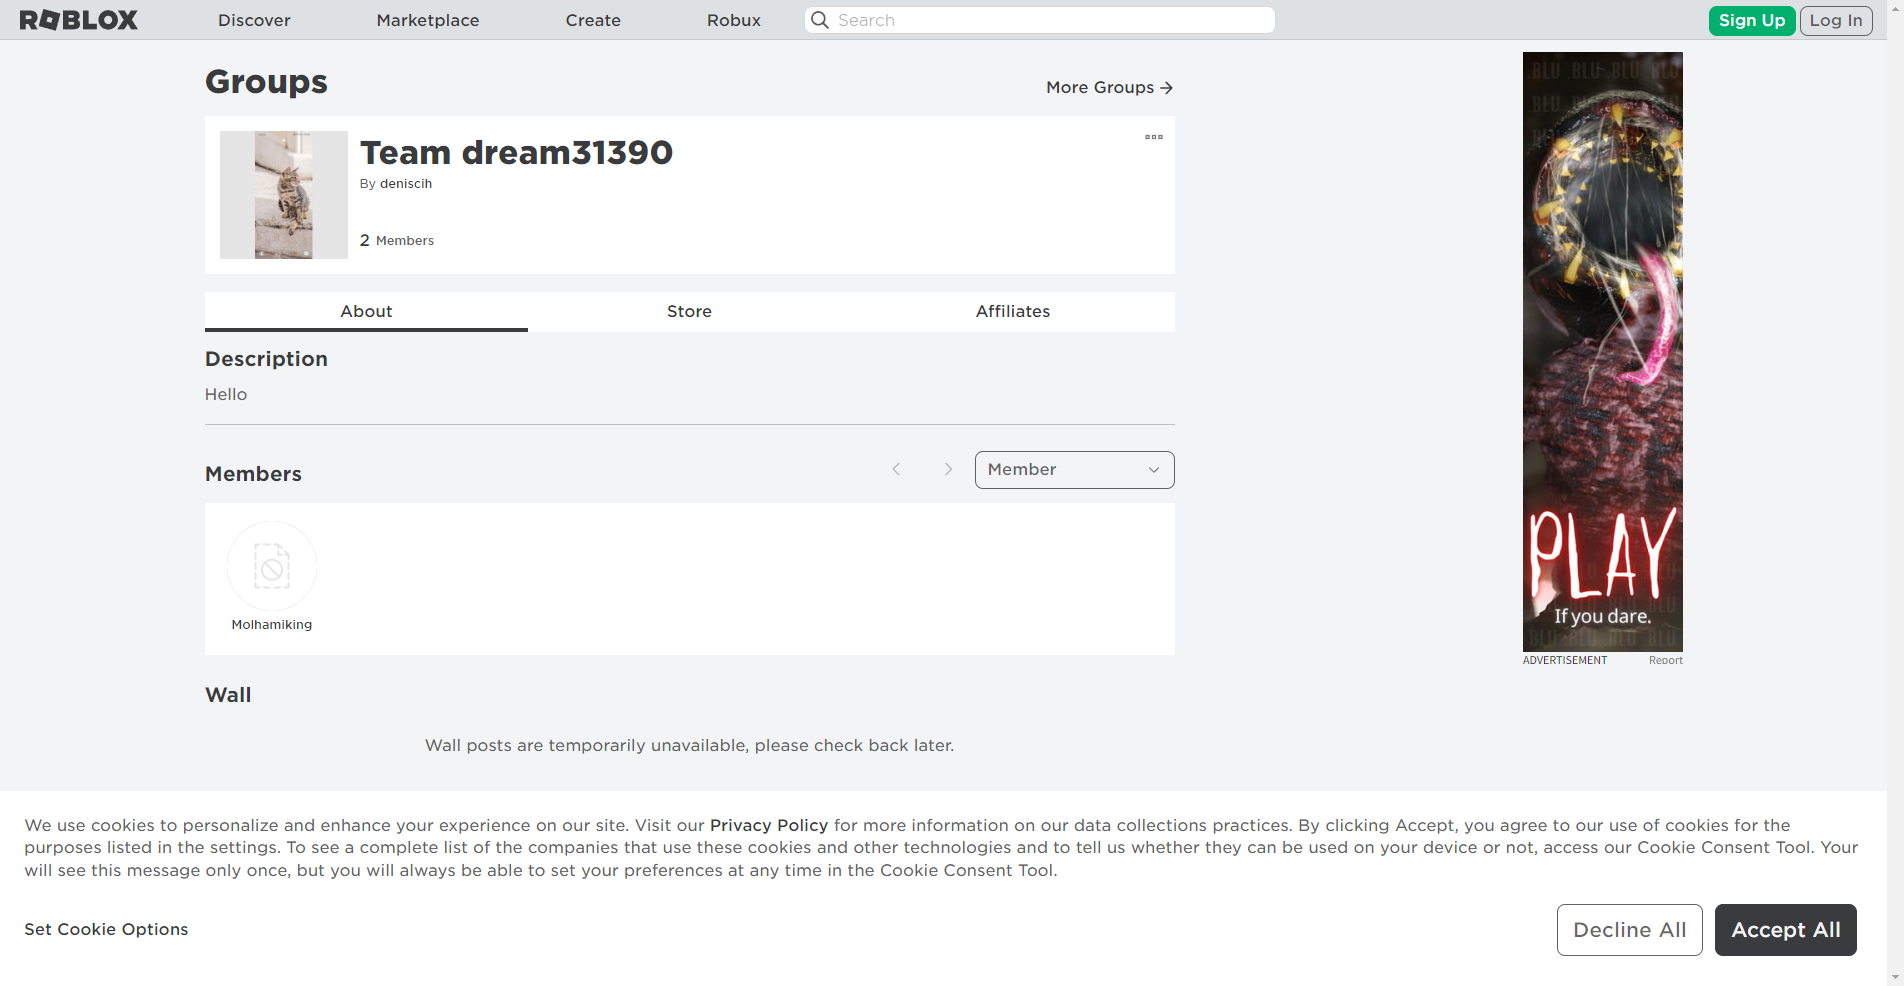 ROBLOX
Discover
Marketplace
Create
Robux
Search
Sign Up
Log In
Groups
More Groups
Team dream31390
By deniscih
2 Members
About
Store
Affiliates
Description
Hello
Members
Member
Molhamiking
Wall
Wall posts are temporarily unavailable, please check back later.
PLAY
If you dare.
ADVERTISEMENT
Report
We use cookies to personalize and enhance your experience on our site. Visit our Privacy Policy for more information on our data collections practices. By clicking Accept, you agree to our use of cookies for the
purposes listed in the settings. To see a complete list of the companies that use these cookies and other technologies and to tell us whether they can be used on your device or not, access our Cookie Consent Tool. Your
will see this message only once, but you will always be able to set your preferences at any time in the Cookie Consent Tool.
Set Cookie Options
Decline All
Accept All